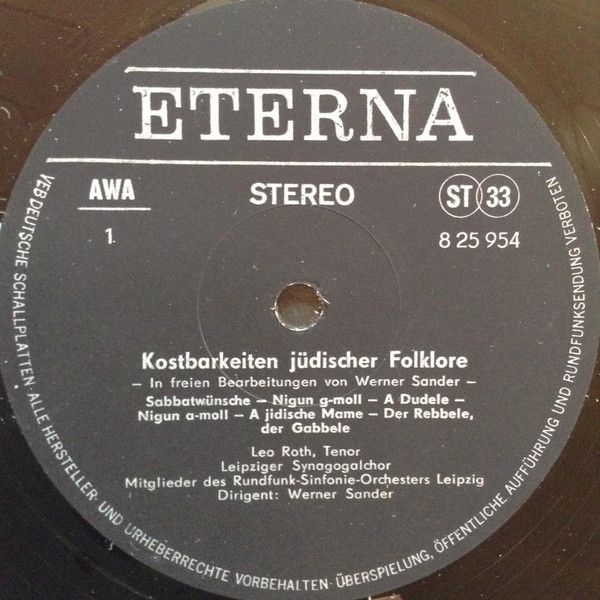 ETERNA
AWA
STEREO
ST 33
1
8 25 954
Kostbarkeiten jüdischer Folklore
– In freien Bearbeitungen von Werner Sander –
Sabbatwünsche – Nigun g-moll – A Dudele –
Nigun a-moll – A jidische Mame – Der Rebbele,
der Gabbele
Leo Roth, Tenor
Leipziger Synagogalchor
Mitglieder des Rundfunk-Sinfonie-Orchesters Leipzig
Dirigent: Werner Sander
VEB DEUTSCHE SCHALLPLATTEN · ALLE HERSTELLER- UND URHEBERRECHTE VORBEHALTEN · ÜBERSPIELUNG, ÖFFENTLICHE AUFFÜHRUNG UND RUNDFUNKSENDUNG VERBOTEN